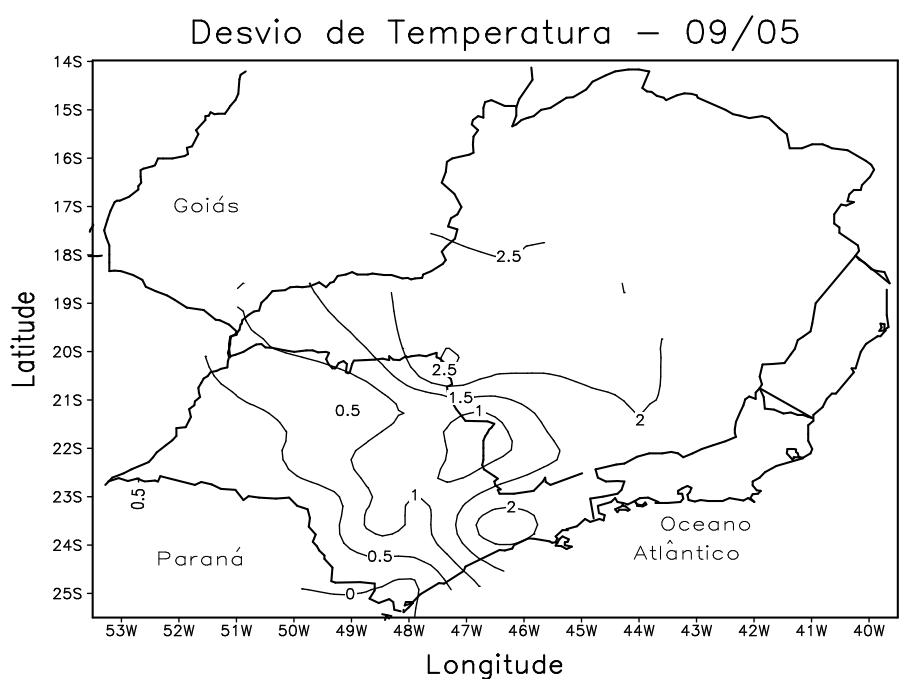 Desvio de Temperatura – 09/05
14S
15S
16S
17S
18S
19S
20S
21S
22S
23S
24S
25S
Latitude
Goiás
2.5
2.5
1.5
0.5
1
2
0.5
1
2
Oceano
Atlântico
Paraná
0.5
0
53W 52W 51W 50W 49W 48W 47W 46W 45W 44W 43W 42W 41W 40W
Longitude